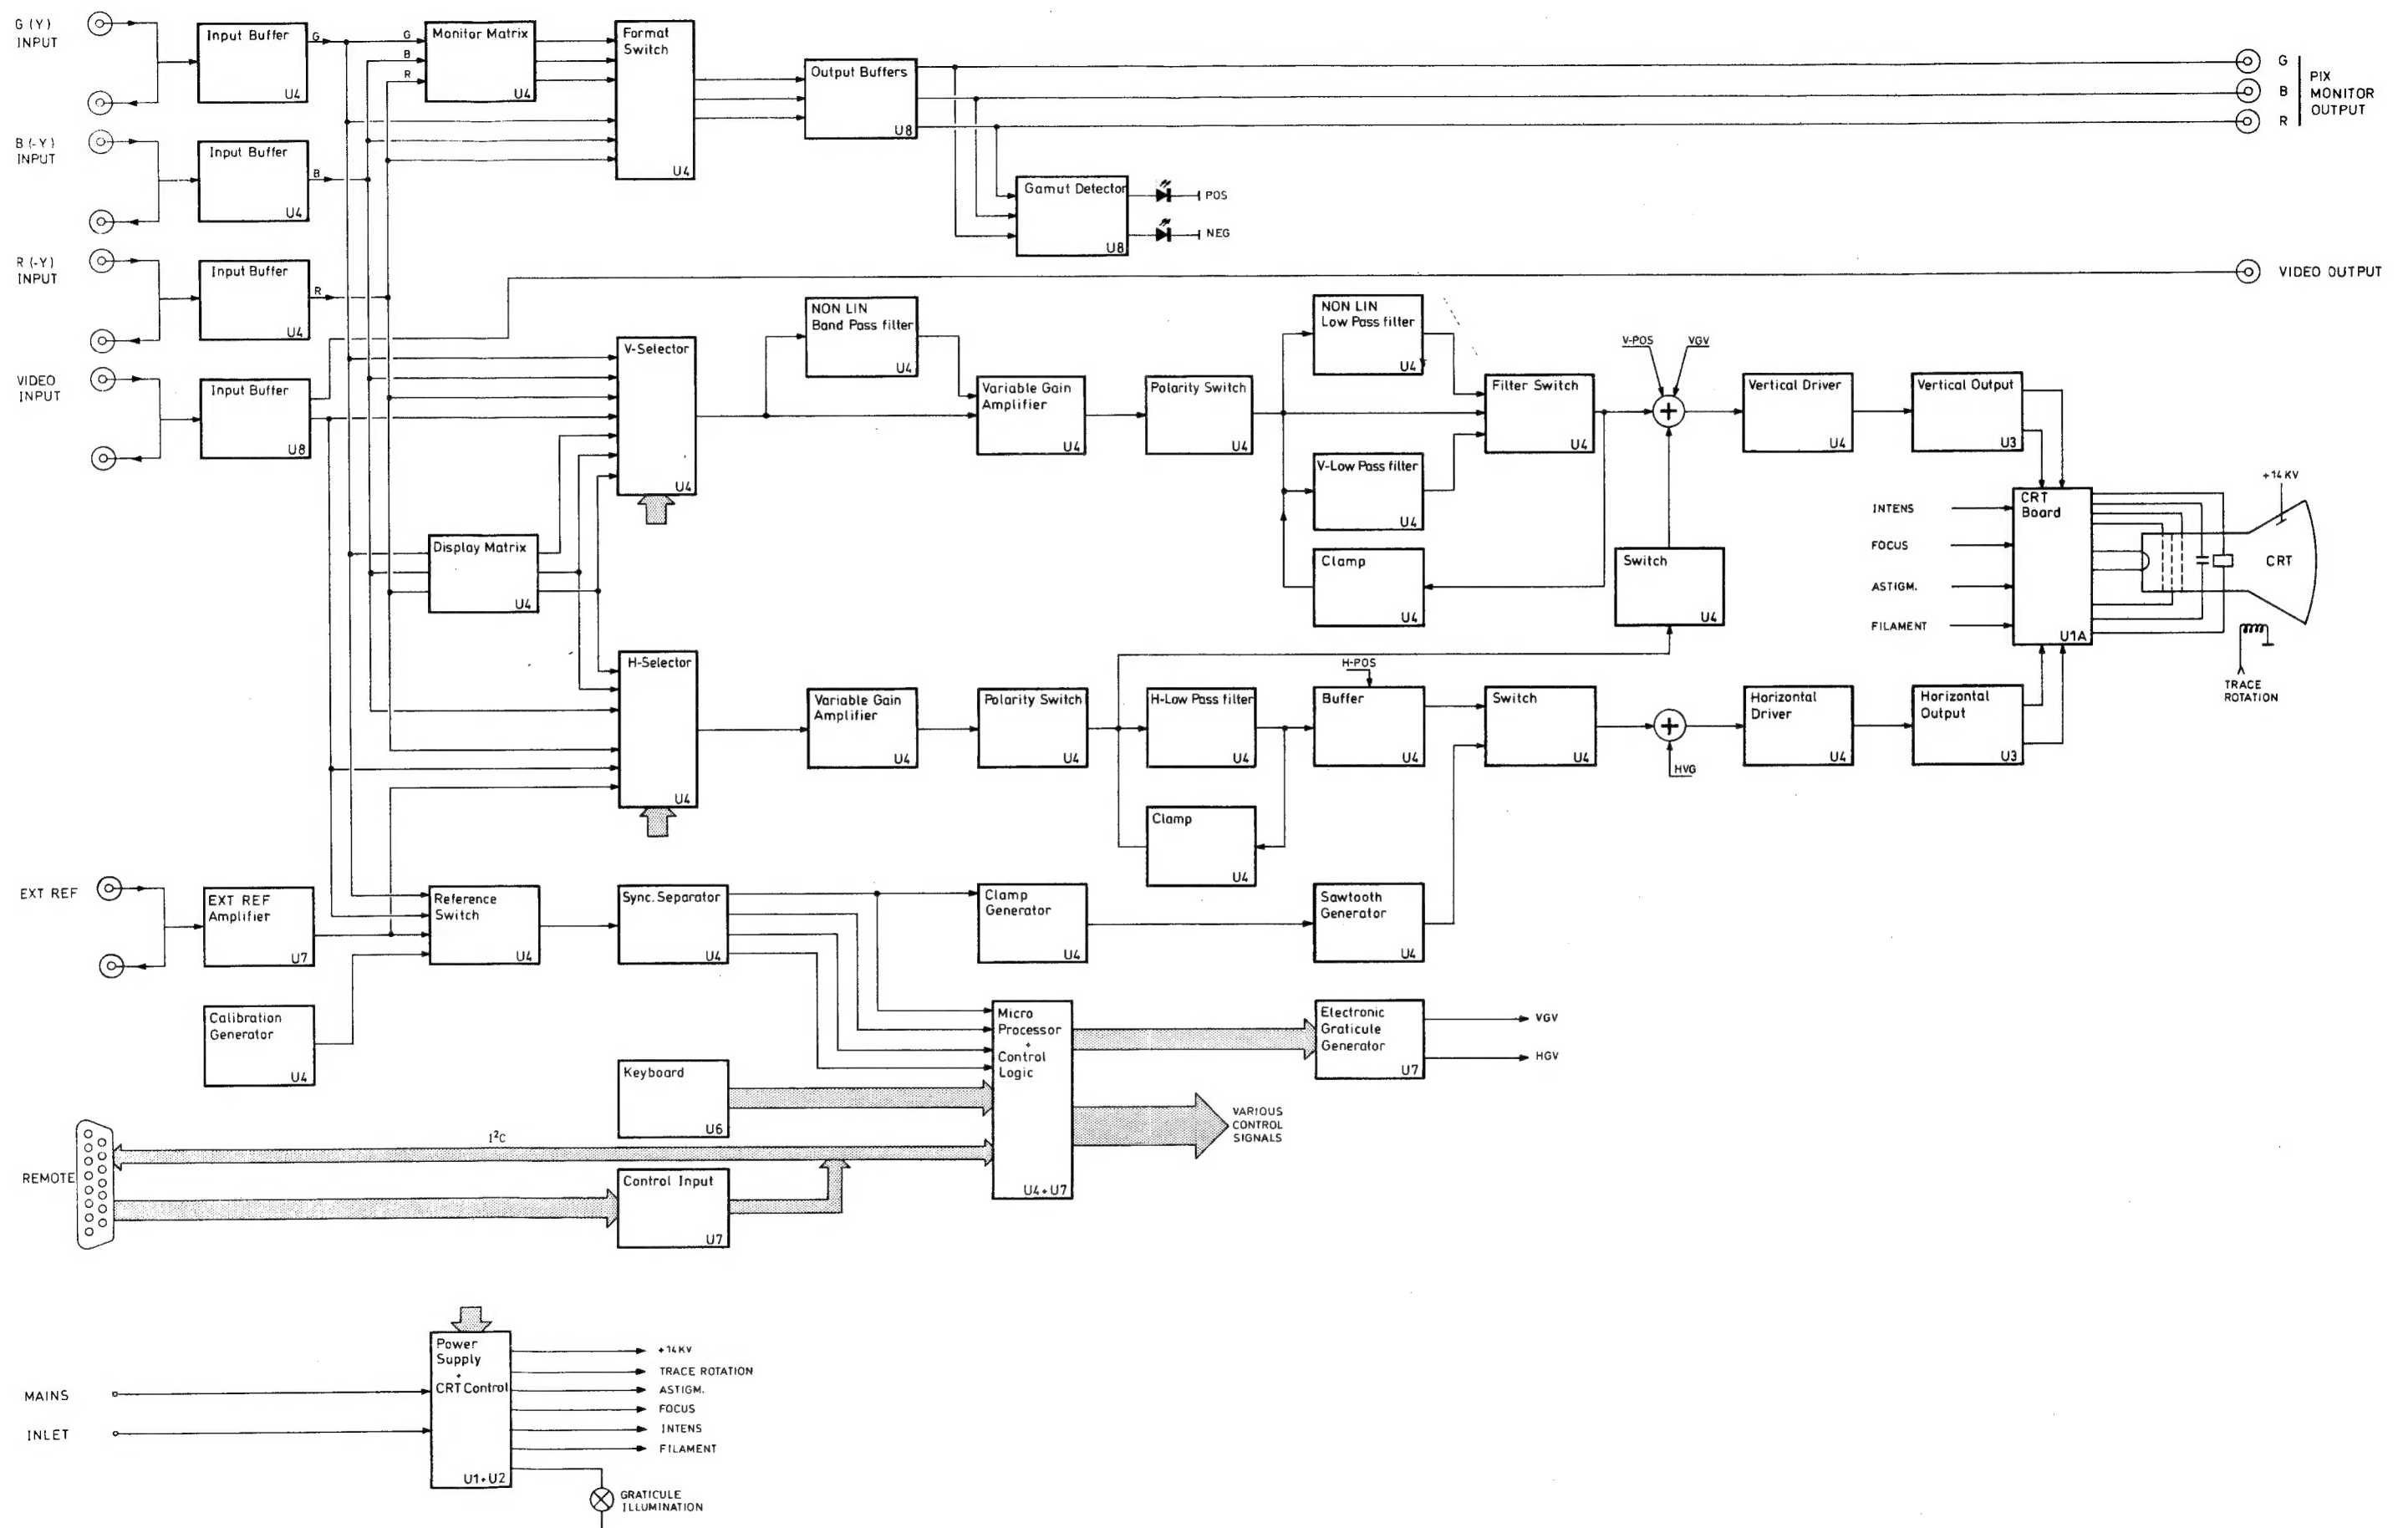 G (Y)
INPUT
Input Buffer
U4
G
G
B
R
Monitor Matrix
U4
Format
Switch
U4
Output Buffers
U8
G
B
R
PIX
MONITOR
OUTPUT
B (-Y)
INPUT
Input Buffer
U4
B
Gamut Detector
U8
POS
NEG
R (-Y)
INPUT
Input Buffer
U4
R
VIDEO OUTPUT
VIDEO
INPUT
Input Buffer
U8
V-Selector
U4
NON LIN
Band Pass filter
U4
Variable Gain
Amplifier
U4
Polarity Switch
U4
NON LIN
Low Pass filter
U4
V-Low Pass filter
U4
Clamp
U4
Filter Switch
U4
V-POS
VGV
+
Switch
U4
Vertical Driver
U4
Vertical Output
U3
INTENS
FOCUS
ASTIGM.
FILAMENT
CRT
Board
U1A
+14KV
CRT
TRACE
ROTATION
Display Matrix
U4
H-Selector
U4
Variable Gain
Amplifier
U4
Polarity Switch
U4
H-Low Pass filter
U4
H-POS
Buffer
U4
Switch
U4
+
HVG
Horizontal
Driver
U4
Horizontal
Output
U3
Clamp
U4
EXT REF
EXT REF
Amplifier
U7
Reference
Switch
U4
Sync. Separator
U4
Clamp
Generator
U4
Sawtooth
Generator
U4
Calibration
Generator
U4
Keyboard
U6
Micro
Processor
+
Control
Logic
U4+U7
Electronic
Graticule
Generator
U7
VGV
HGV
VARIOUS
CONTROL
SIGNALS
I²C
REMOTE
Control Input
U7
MAINS
INLET
Power
Supply
+
CRT Control
U1+U2
+14KV
TRACE ROTATION
ASTIGM.
FOCUS
INTENS
FILAMENT
GRATICULE
ILLUMINATION